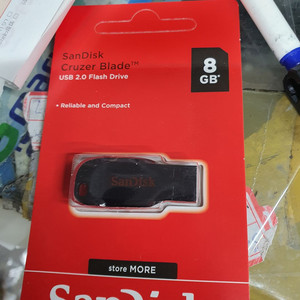 SanDisk
Cruzer Blade™
USB 2.0 Flash Drive
8
GB*
• Reliable and Compact
SanDisk
store MORE
SanDisk